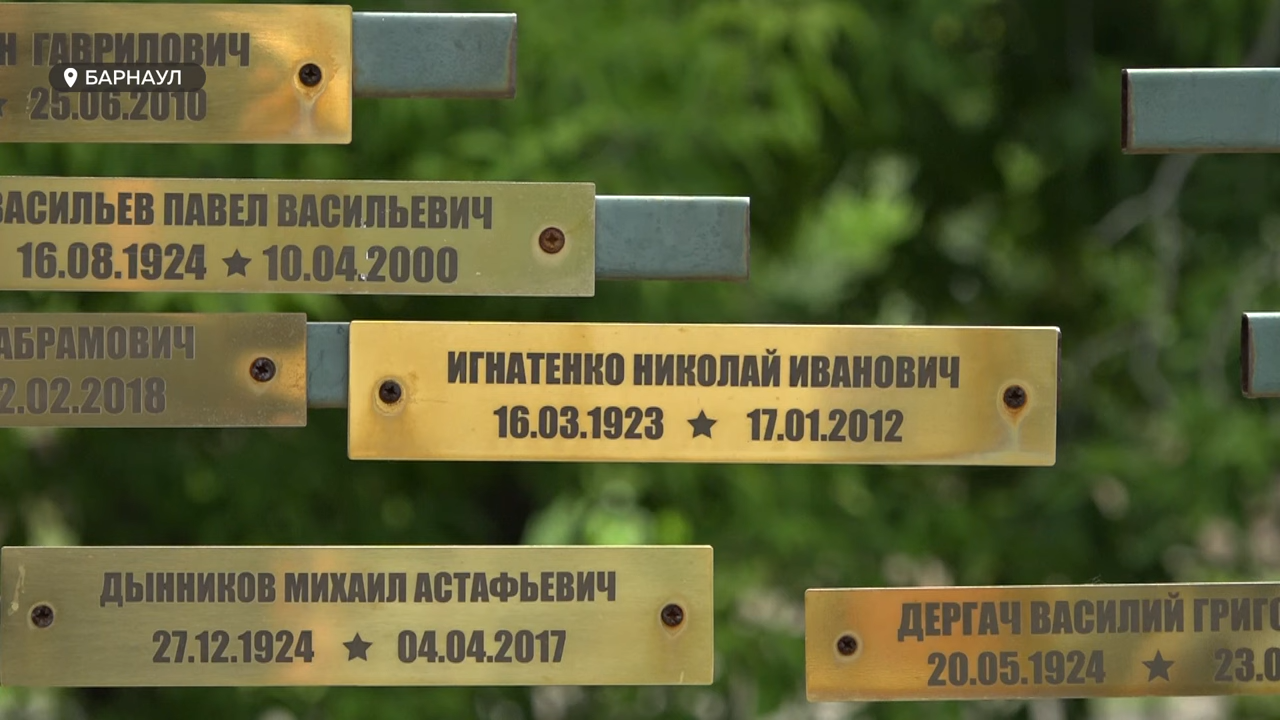 Н ГАВРИЛОВИЧ
БАРНАУЛ
25.06.2010
ВАСИЛЬЕВ ПАВЕЛ ВАСИЛЬЕВИЧ
16.08.1924 ★ 10.04.2000
АБРАМОВИЧ
2.02.2018
ИГНАТЕНКО НИКОЛАЙ ИВАНОВИЧ
16.03.1923 ★ 17.01.2012
ДЫННИКОВ МИХАИЛ АСТАФЬЕВИЧ
27.12.1924 ★ 04.04.2017
ДЕРГАЧ ВАСИЛИЙ ГРИГО
20.05.1924 ★ 23.0